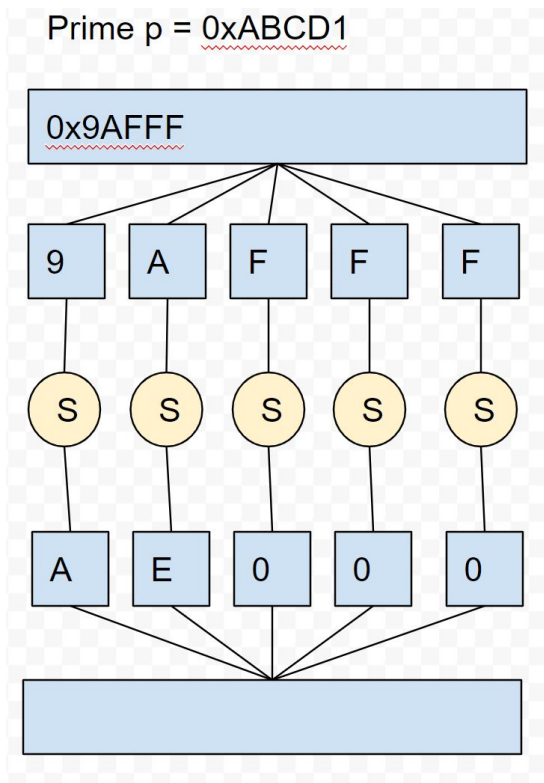 Prime p = 0xABCD1
0x9AFFF
9 A F F F
S S S S S
A E 0 0 0